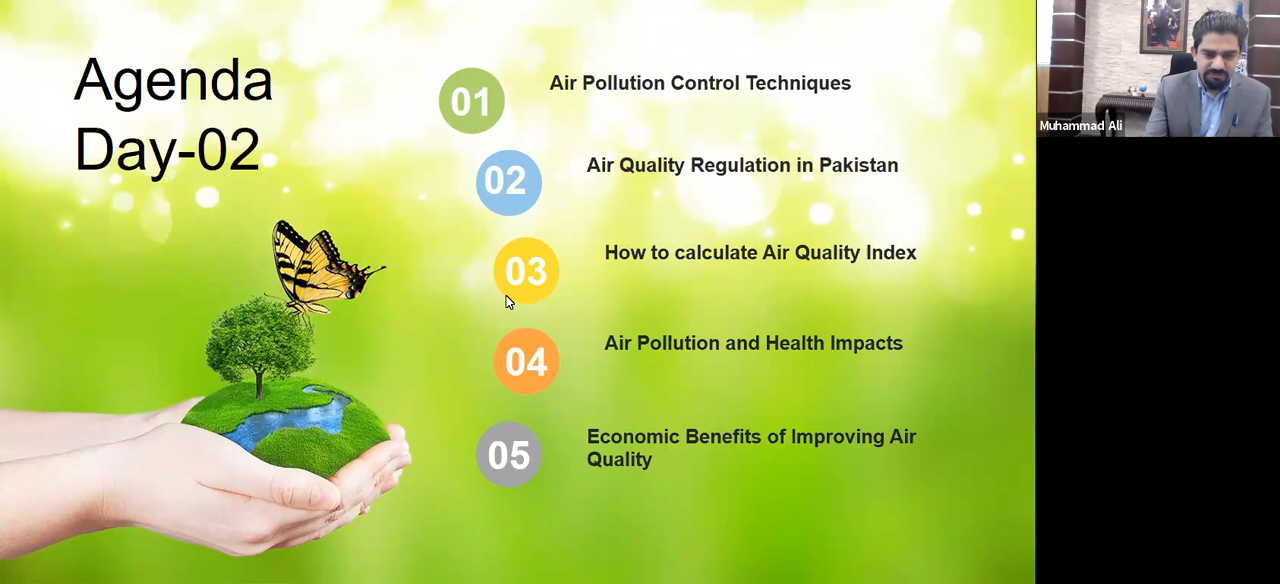 Agenda
Day-02
01
Air Pollution Control Techniques
02
Air Quality Regulation in Pakistan
03
How to calculate Air Quality Index
04
Air Pollution and Health Impacts
05
Economic Benefits of Improving Air
Quality
Muhammad Ali